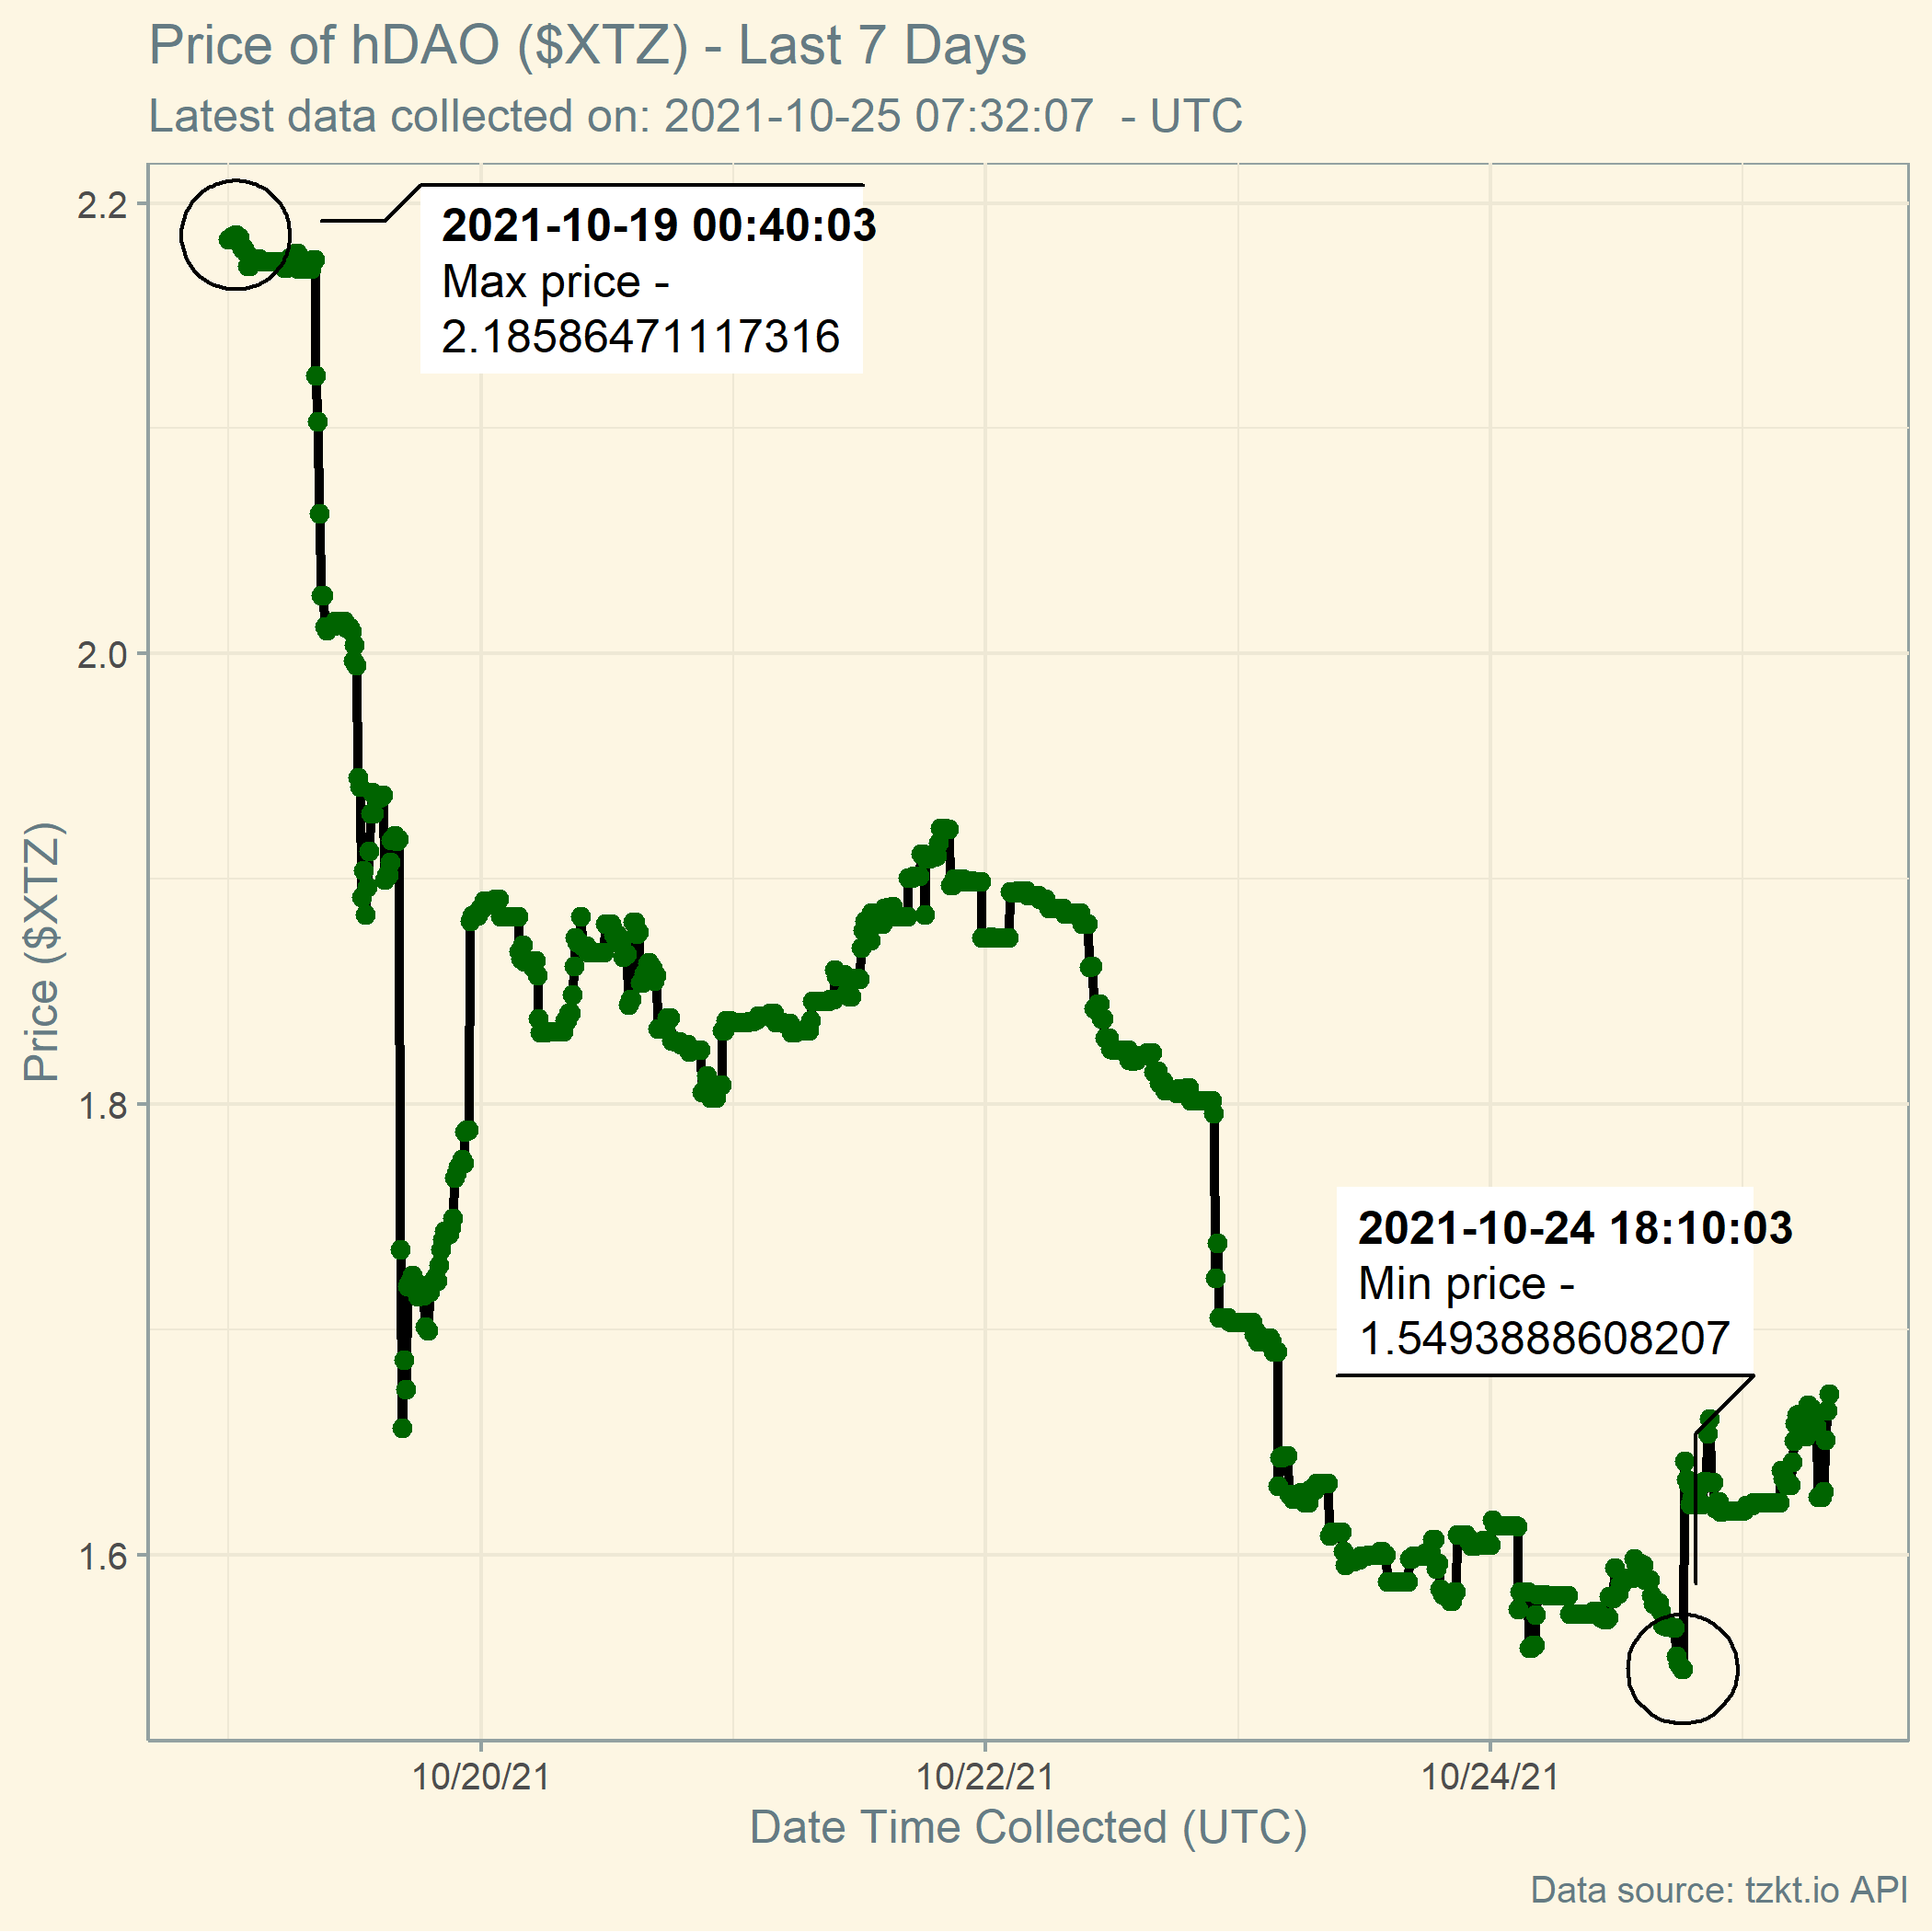 Price of hDAO ($XTZ) - Last 7 Days
Latest data collected on: 2021-10-25 07:32:07  - UTC
2.2
2021-10-19 00:40:03
Max price -
2.18586471117316
2.0
Price ($XTZ)
1.8
2021-10-24 18:10:03
Min price -
1.5493888608207
1.6
10/20/21
10/22/21
10/24/21
Date Time Collected (UTC)
Data source: tzkt.io API